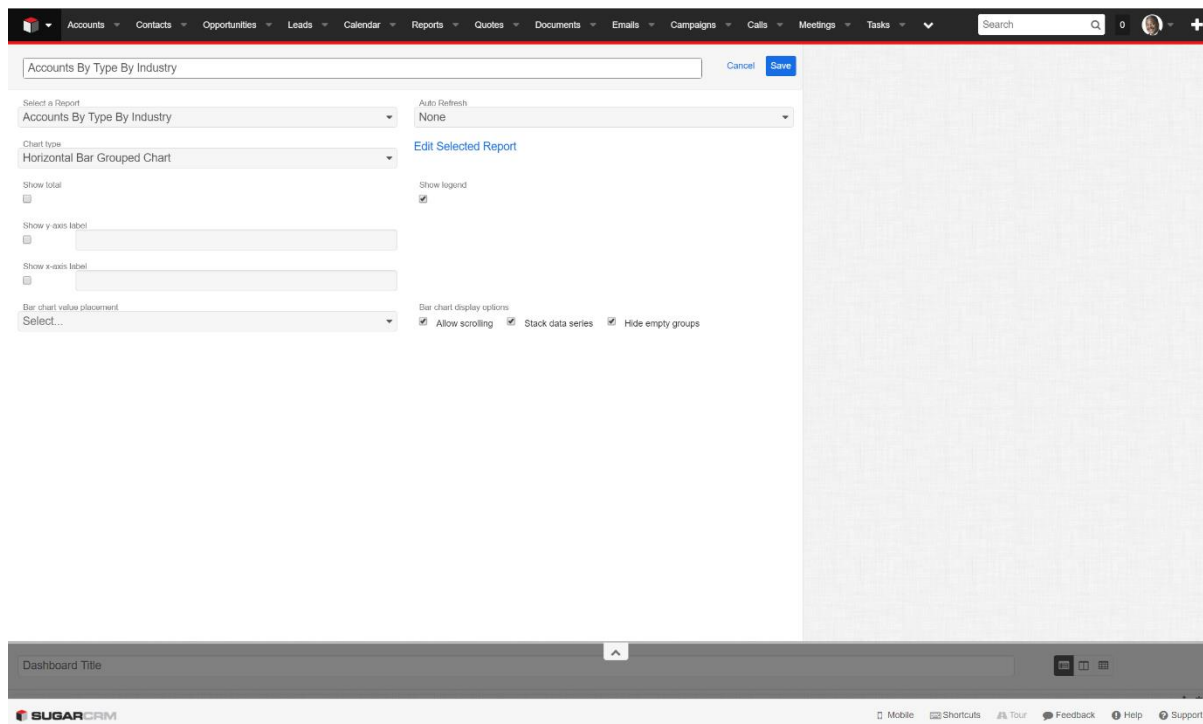 Accounts Contacts Opportunities Leads Calendar Reports Quotes Documents Emails Campaigns Calls Meetings Tasks Search 0
Accounts By Type By Industry Cancel Save
Select a Report Auto Refresh
Accounts By Type By Industry None
Chart type
Horizontal Bar Grouped Chart Edit Selected Report
Show total Show legend
Show y-axis label
Show x-axis label
Bar chart value placement Bar chart display options
Select... Allow scrolling Stack data series Hide empty groups
Dashboard Title
SUGARCRM Mobile Shortcuts Tour Feedback Help Support